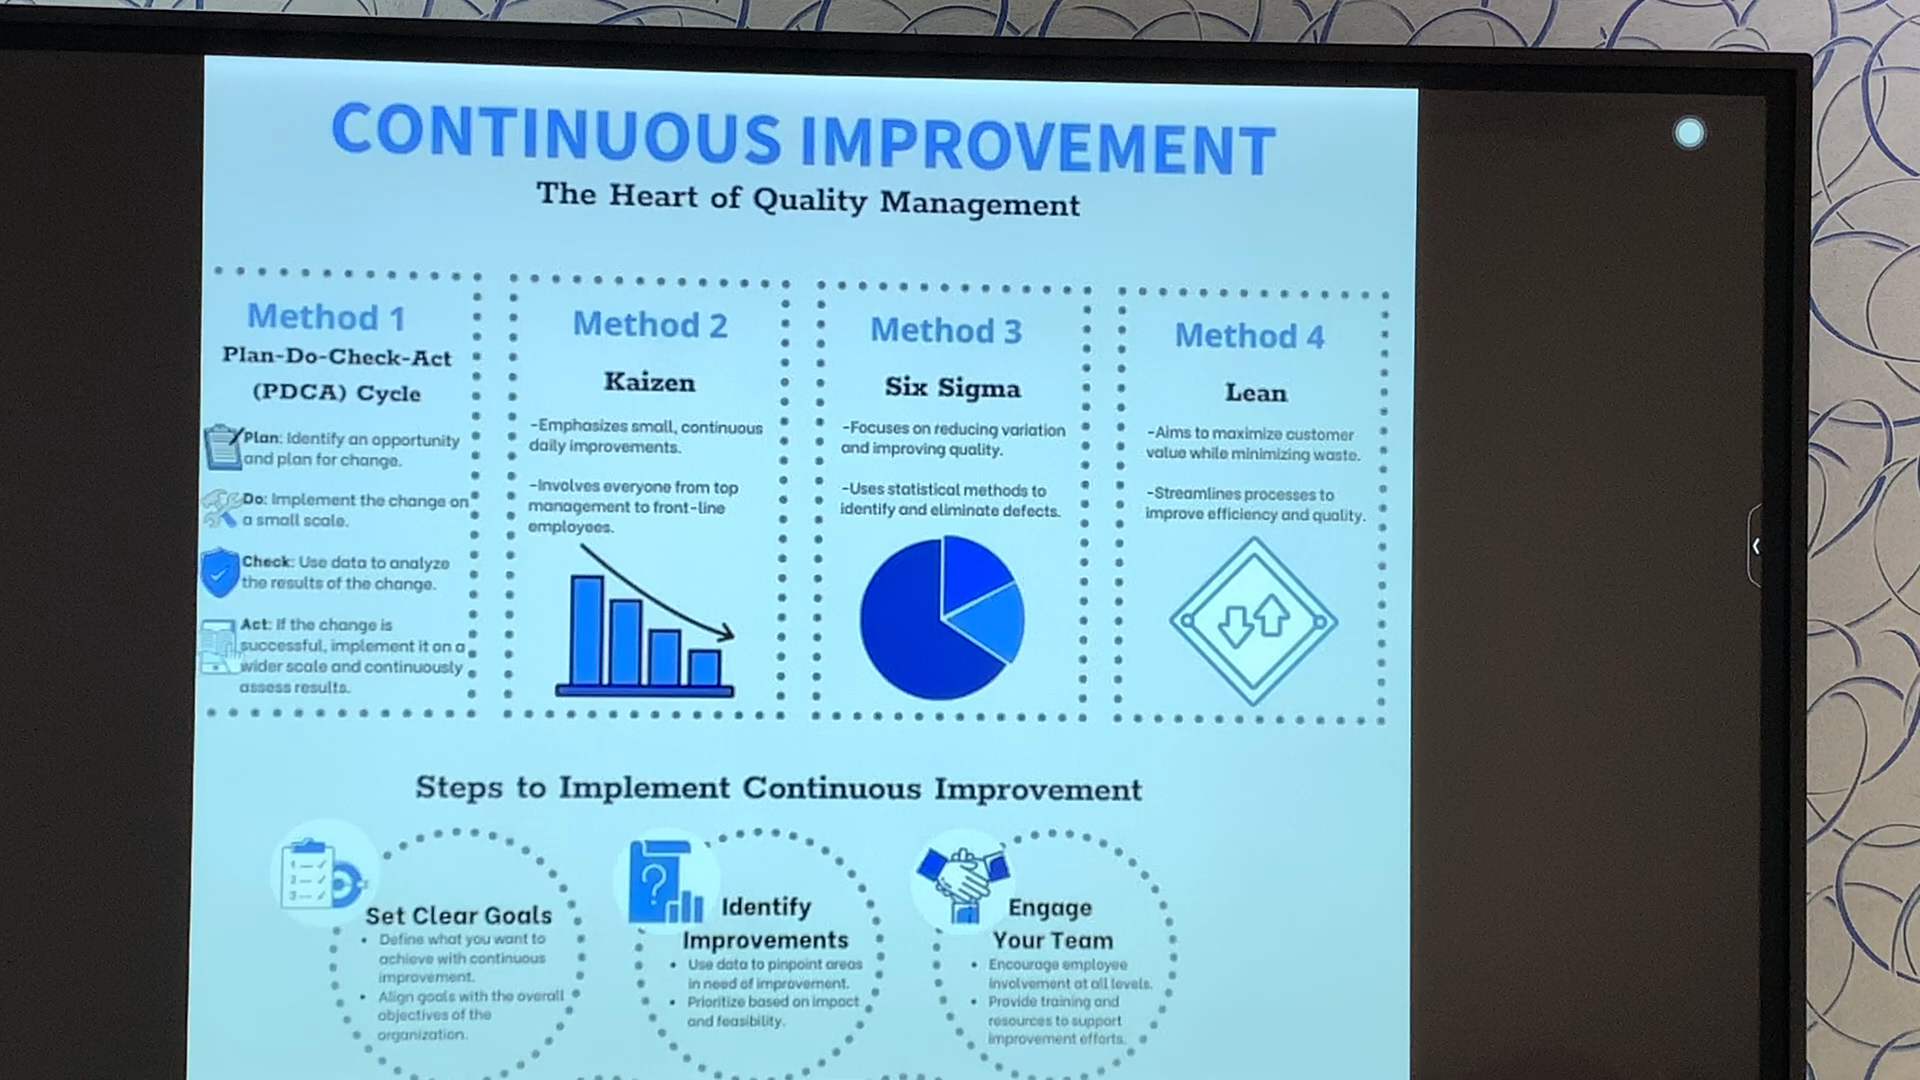 CONTINUOUS IMPROVEMENT
The Heart of Quality Management
Method 1
Plan-Do-Check-Act
(PDCA) Cycle
Plan: Identify an opportunity
and plan for change.
Do: Implement the change on
a small scale.
Check: Use data to analyze
the results of the change.
Act: If the change is
successful, implement it on a
wider scale and continuously
assess results.
Method 2
Kaizen
-Emphasizes small, continuous
daily improvements.
-Involves everyone from top
management to front-line
employees.
Method 3
Six Sigma
-Focuses on reducing variation
and improving quality.
-Uses statistical methods to
identify and eliminate defects.
Method 4
Lean
-Aims to maximize customer
value while minimizing waste.
-Streamlines processes to
improve efficiency and quality.
Steps to Implement Continuous Improvement
1
2
3
Set Clear Goals
• Define what you want to
achieve with continuous
improvement.
• Align goals with the overall
objectives of the
organization.
?
Identify
Improvements
• Use data to pinpoint areas
in need of improvement.
• Prioritize based on impact
and feasibility.
Engage
Your Team
• Encourage employee
involvement at all levels.
• Provide training and
resources to support
improvement efforts.